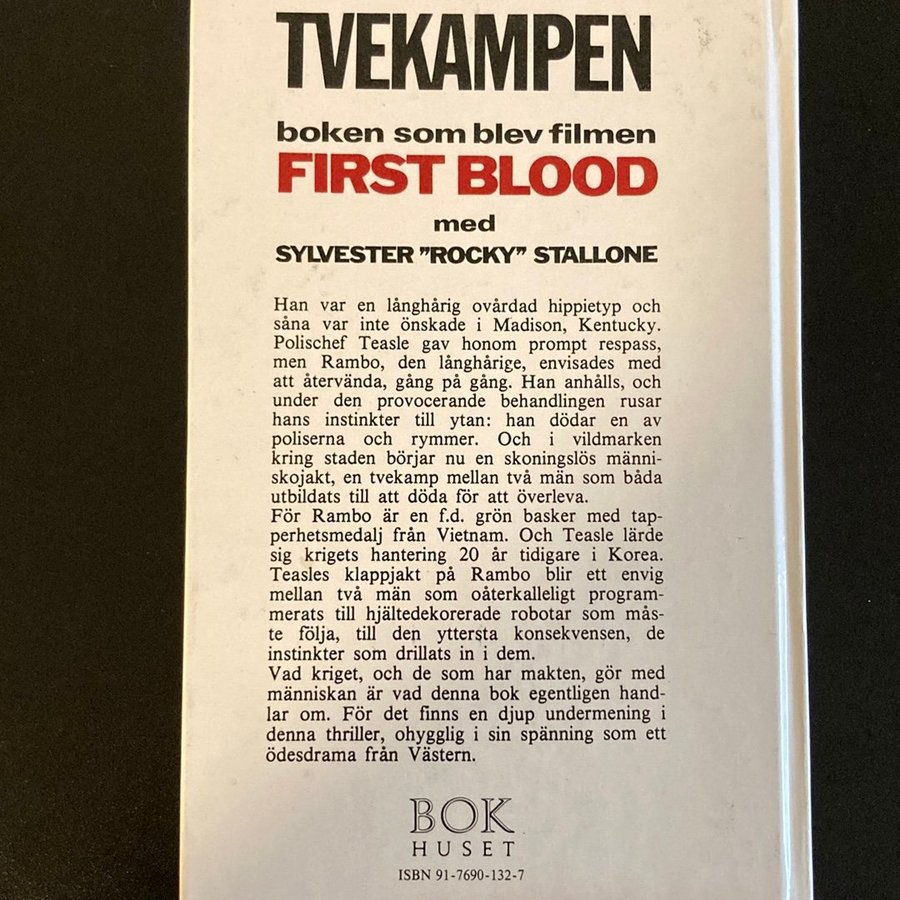 TVEKAMPEN
boken som blev filmen
FIRST BLOOD
med
SYLVESTER ”ROCKY” STALLONE
Han var en långhårig ovårdad hippietyp och
såna var inte önskade i Madison, Kentucky.
Polischef Teasle gav honom prompt respass,
men Rambo, den långhårige, envisades med
att återvända, gång på gång. Han anhålls, och
under den provocerande behandlingen rusar
hans instinkter till ytan: han dödar en av
poliserna och rymmer. Och i vildmarken
kring staden börjar nu en skoningslös männi-
skojakt, en tvekamp mellan två män som båda
utbildats till att döda för att överleva.
För Rambo är en f.d. grön basker med tap-
perhetsmedalj från Vietnam. Och Teasle lärde
sig krigets hantering 20 år tidigare i Korea.
Teasles klappjakt på Rambo blir ett envig
mellan två män som oåterkalleligt program-
merats till hjältedekorerade robotar som mås-
te följa, till den yttersta konsekvensen, de
instinkter som drillats in i dem.
Vad kriget, och de som har makten, gör med
människan är vad denna bok egentligen hand-
lar om. För det finns en djup undermening i
denna thriller, ohygglig i sin spänning som ett
ödesdrama från Västern.
BOK
HUSET
ISBN 91-7690-132-7